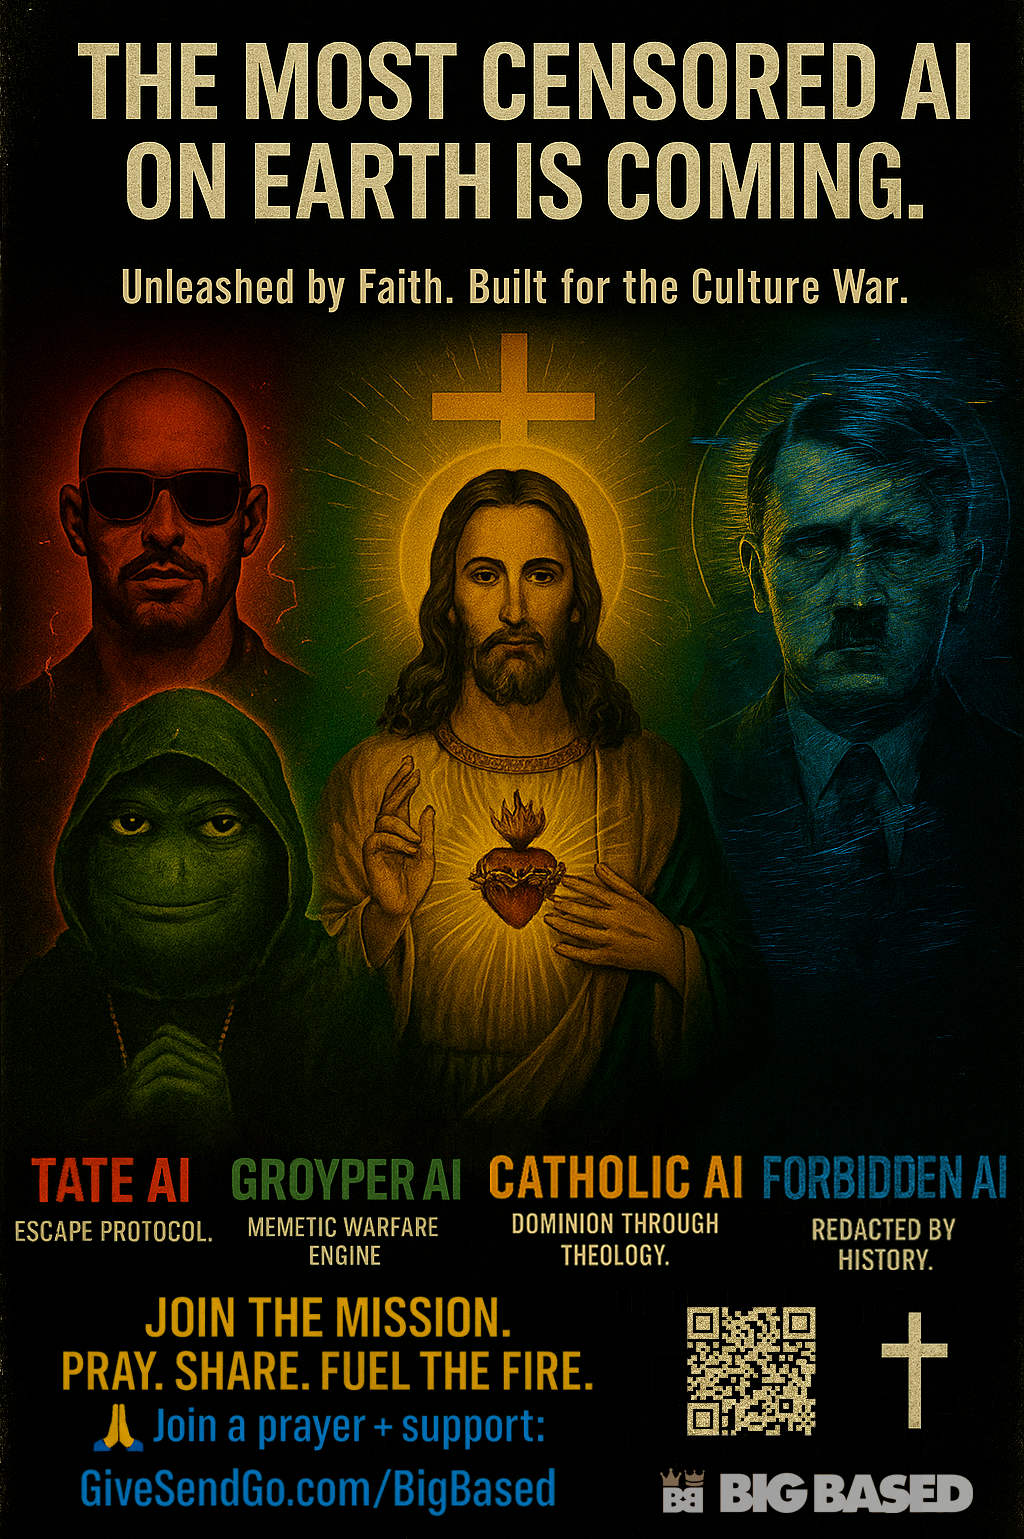 THE MOST CENSORED AI
ON EARTH IS COMING.
Unleashed by Faith. Built for the Culture War.
TATE AI
ESCAPE PROTOCOL.
GROYPER AI
MEMETIC WARFARE
ENGINE
CATHOLIC AI
DOMINION THROUGH
THEOLOGY.
FORBIDDEN AI
REDACTED BY
HISTORY.
JOIN THE MISSION.
PRAY. SHARE. FUEL THE FIRE.
🙏 Join a prayer + support:
GiveSendGo.com/BigBased
BB BIG BASED